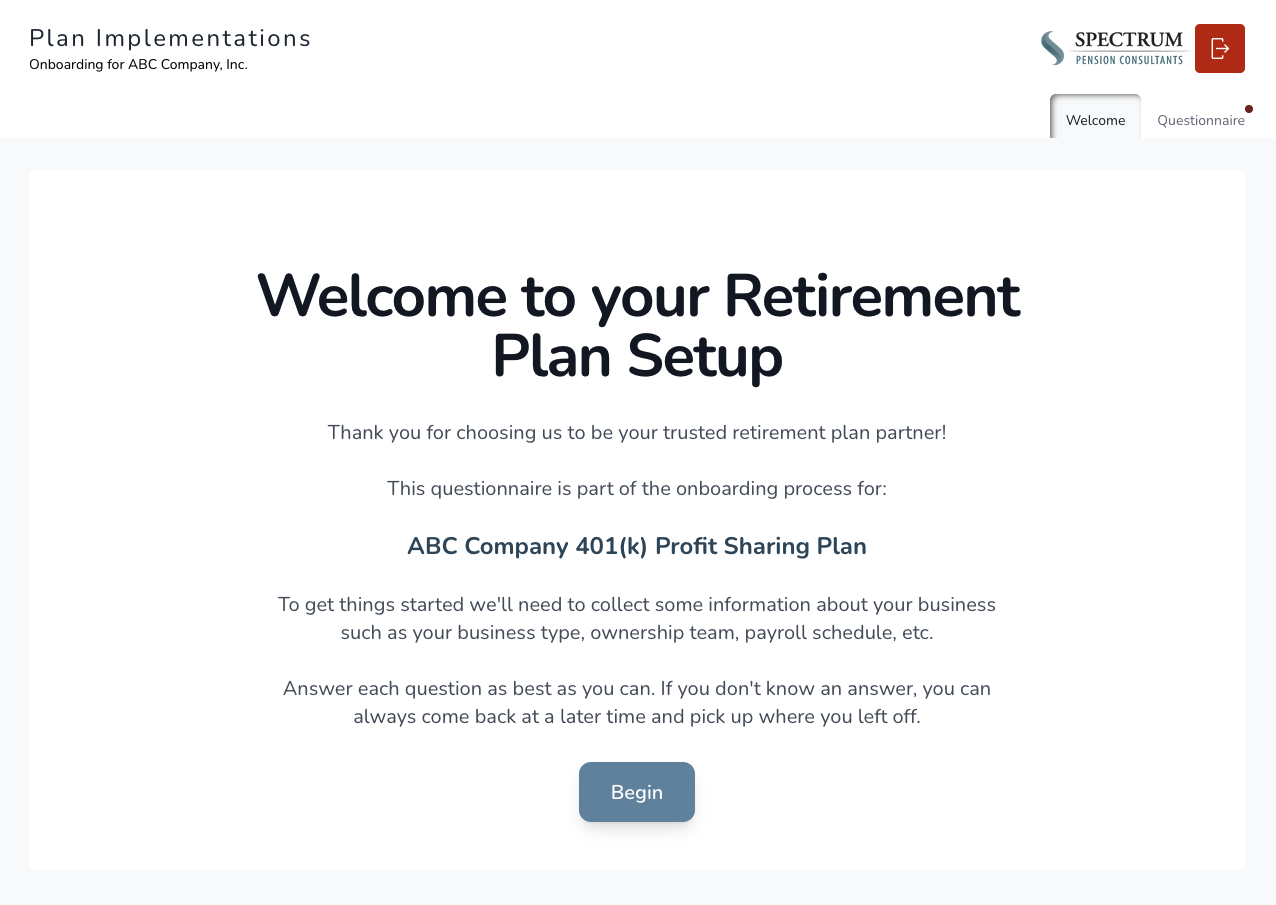 Plan Implementations
Onboarding for ABC Company, Inc.
SPECTRUM
PENSION CONSULTANTS
Welcome
Questionnaire
Welcome to your Retirement
Plan Setup
Thank you for choosing us to be your trusted retirement plan partner!
This questionnaire is part of the onboarding process for:
ABC Company 401(k) Profit Sharing Plan
To get things started we'll need to collect some information about your business
such as your business type, ownership team, payroll schedule, etc.
Answer each question as best as you can. If you don't know an answer, you can
always come back at a later time and pick up where you left off.
Begin